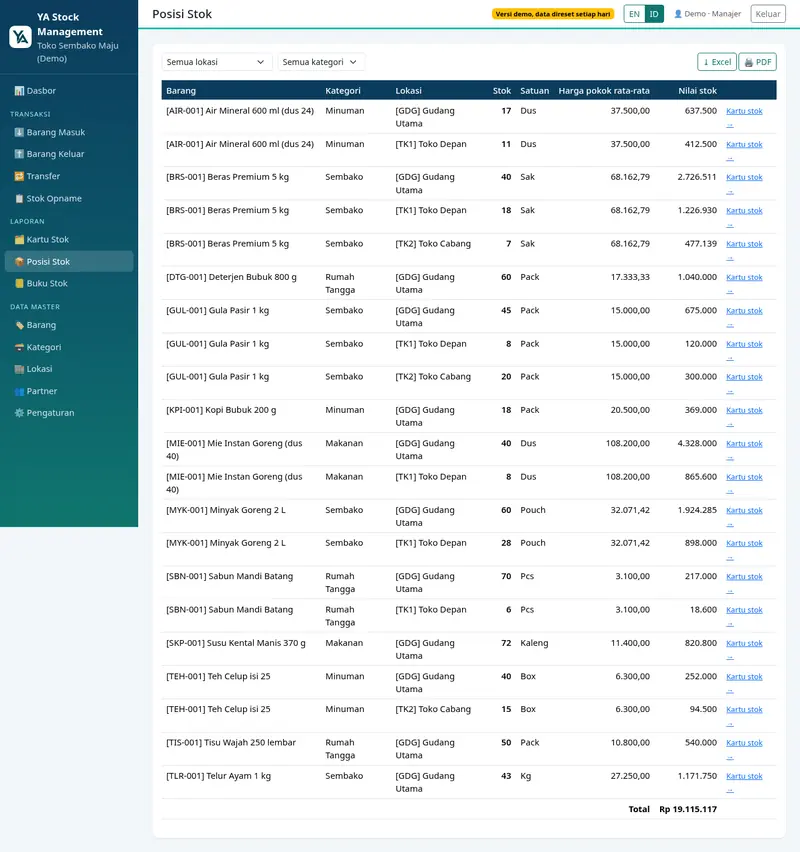 YA Stock
Management
Toko Sembako Maju
(Demo)
Dasbor
TRANSAKSI
Barang Masuk
Barang Keluar
Transfer
Stok Opname
LAPORAN
Kartu Stok
Posisi Stok
Buku Stok
DATA MASTER
Barang
Kategori
Lokasi
Partner
Pengaturan
Posisi Stok
Versi demo, data direset setiap hari
EN ID
Demo · Manajer
Keluar
Semua lokasi
Semua kategori
↓ Excel
PDF
Barang Kategori Lokasi Stok Satuan Harga pokok rata-rata Nilai stok
[AIR-001] Air Mineral 600 ml (dus 24) Minuman [GDG] Gudang Utama 17 Dus 37.500,00 637.500 Kartu stok →
[AIR-001] Air Mineral 600 ml (dus 24) Minuman [TK1] Toko Depan 11 Dus 37.500,00 412.500 Kartu stok →
[BRS-001] Beras Premium 5 kg Sembako [GDG] Gudang Utama 40 Sak 68.162,79 2.726.511 Kartu stok →
[BRS-001] Beras Premium 5 kg Sembako [TK1] Toko Depan 18 Sak 68.162,79 1.226.930 Kartu stok →
[BRS-001] Beras Premium 5 kg Sembako [TK2] Toko Cabang 7 Sak 68.162,79 477.139 Kartu stok →
[DTG-001] Deterjen Bubuk 800 g Rumah Tangga [GDG] Gudang Utama 60 Pack 17.333,33 1.040.000 Kartu stok →
[GUL-001] Gula Pasir 1 kg Sembako [GDG] Gudang Utama 45 Pack 15.000,00 675.000 Kartu stok →
[GUL-001] Gula Pasir 1 kg Sembako [TK1] Toko Depan 8 Pack 15.000,00 120.000 Kartu stok →
[GUL-001] Gula Pasir 1 kg Sembako [TK2] Toko Cabang 20 Pack 15.000,00 300.000 Kartu stok →
[KPI-001] Kopi Bubuk 200 g Minuman [GDG] Gudang Utama 18 Pack 20.500,00 369.000 Kartu stok →
[MIE-001] Mie Instan Goreng (dus 40) Makanan [GDG] Gudang Utama 40 Dus 108.200,00 4.328.000 Kartu stok →
[MIE-001] Mie Instan Goreng (dus 40) Makanan [TK1] Toko Depan 8 Dus 108.200,00 865.600 Kartu stok →
[MYK-001] Minyak Goreng 2 L Sembako [GDG] Gudang Utama 60 Pouch 32.071,42 1.924.285 Kartu stok →
[MYK-001] Minyak Goreng 2 L Sembako [TK1] Toko Depan 28 Pouch 32.071,42 898.000 Kartu stok →
[SBN-001] Sabun Mandi Batang Rumah Tangga [GDG] Gudang Utama 70 Pcs 3.100,00 217.000 Kartu stok →
[SBN-001] Sabun Mandi Batang Rumah Tangga [TK1] Toko Depan 6 Pcs 3.100,00 18.600 Kartu stok →
[SKP-001] Susu Kental Manis 370 g Makanan [GDG] Gudang Utama 72 Kaleng 11.400,00 820.800 Kartu stok →
[TEH-001] Teh Celup isi 25 Minuman [GDG] Gudang Utama 40 Box 6.300,00 252.000 Kartu stok →
[TEH-001] Teh Celup isi 25 Minuman [TK2] Toko Cabang 15 Box 6.300,00 94.500 Kartu stok →
[TIS-001] Tisu Wajah 250 lembar Rumah Tangga [GDG] Gudang Utama 50 Pack 10.800,00 540.000 Kartu stok →
[TLR-001] Telur Ayam 1 kg Sembako [GDG] Gudang Utama 43 Kg 27.250,00 1.171.750 Kartu stok →
Total Rp 19.115.117